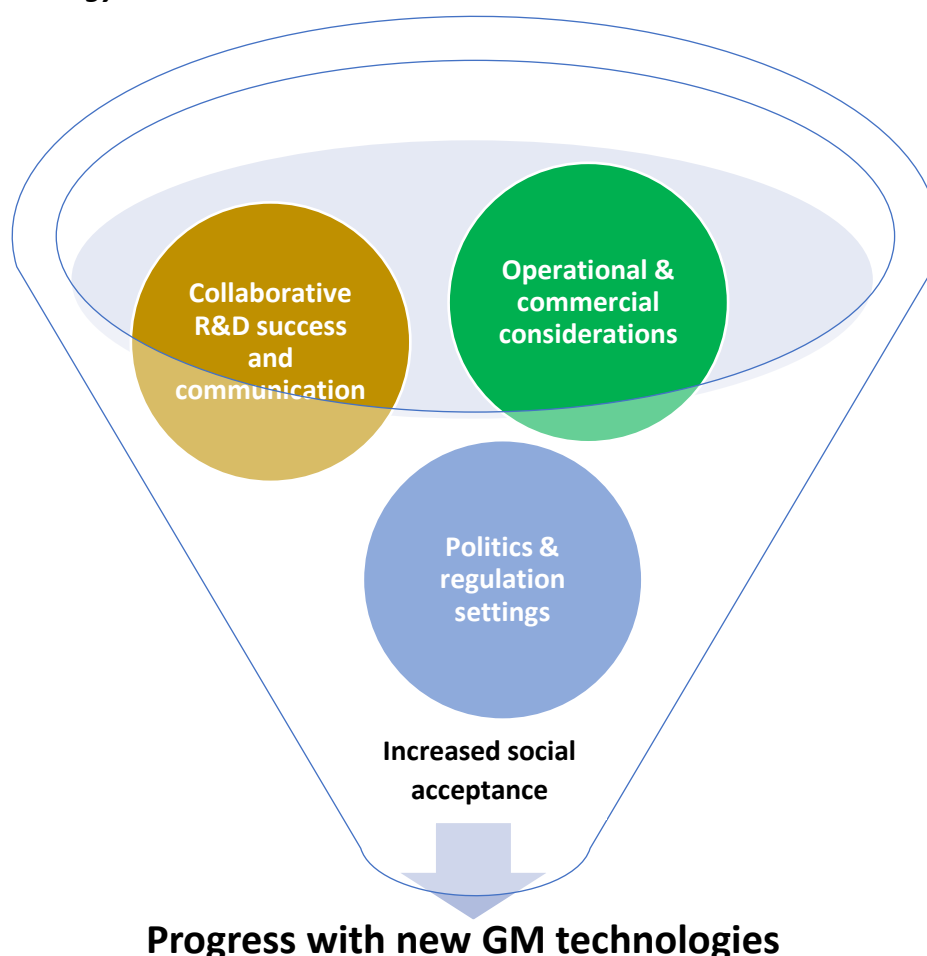 Collaborative
R&D success
and
communication
Operational &
commercial
considerations
Politics &
regulation
settings
Increased social
acceptance
Progress with new GM technologies